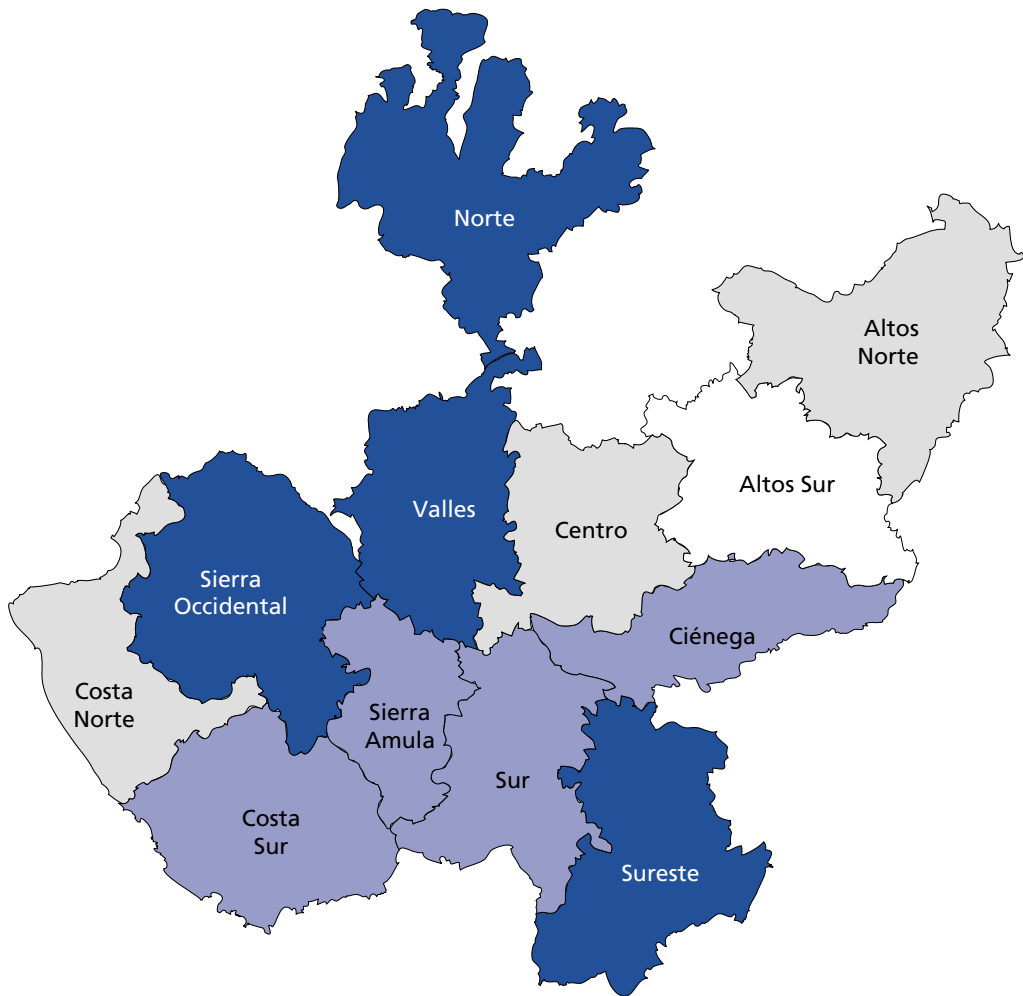 Norte
Altos
Norte
Altos Sur
Valles
Centro
Sierra
Occidental
Ciénega
Costa
Norte
Sierra
Amula
Sur
Costa
Sur
Sureste